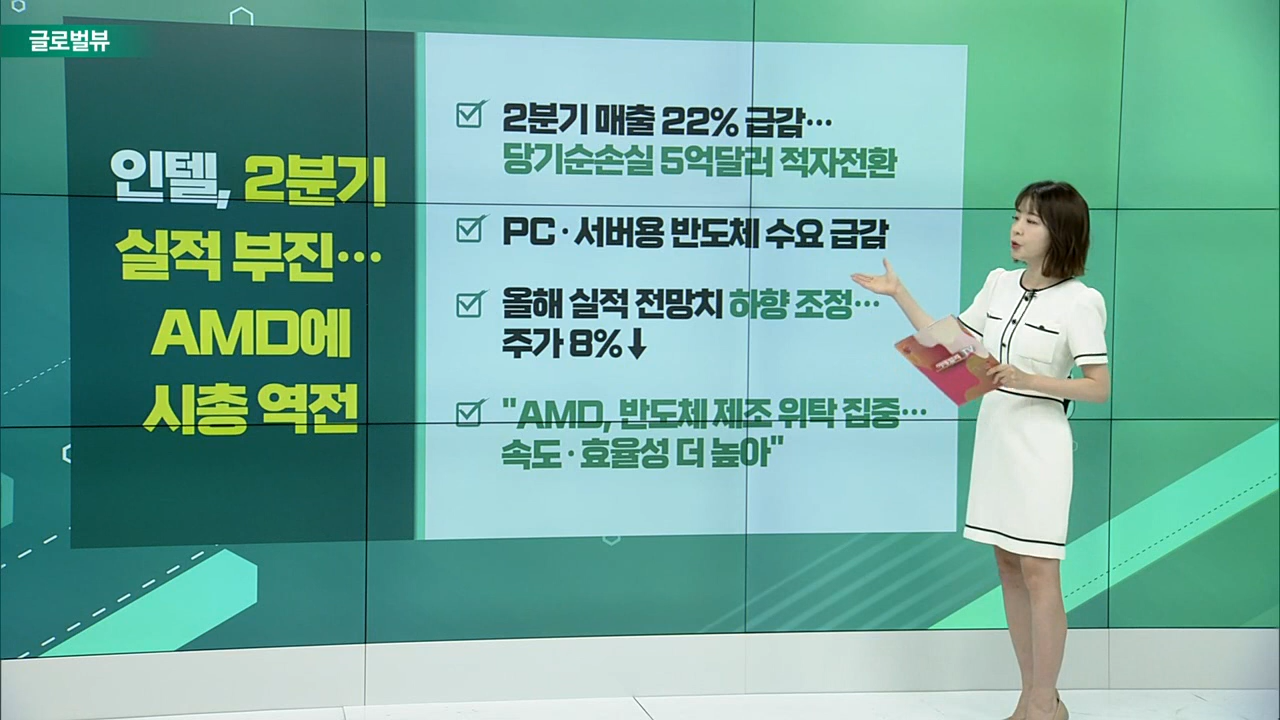 글로벌뷰
인텔, 2분기
실적 부진…
AMD에
시총 역전
2분기 매출 22% 급감…
당기순손실 5억달러 적자전환
PC·서버용 반도체 수요 급감
올해 실적 전망치 하향 조정…
주가 8%↓
"AMD, 반도체 제조 위탁 집중…
속도·효율성 더 높아"